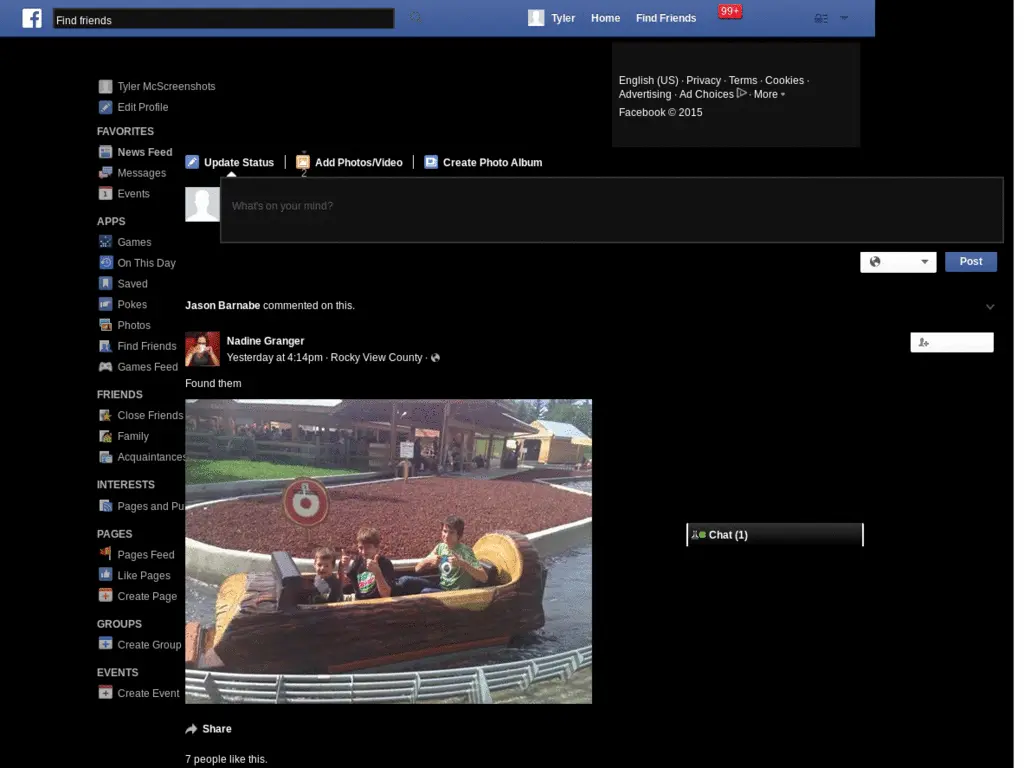 f
Find friends
Tyler Home Find Friends 99+
English (US) · Privacy · Terms · Cookies ·
Advertising · Ad Choices · More
Facebook © 2015
Tyler McScreenshots
Edit Profile
FAVORITES
News Feed
Messages
Events
APPS
Games
On This Day
Saved
Pokes
Photos
Find Friends
Games Feed
FRIENDS
Close Friends
Family
Acquaintances
INTERESTS
Pages and Pu
PAGES
Pages Feed
Like Pages
Create Page
GROUPS
Create Group
EVENTS
Create Event
Update Status Add Photos/Video Create Photo Album
2
What's on your mind?
Post
Jason Barnabe commented on this.
Nadine Granger
Yesterday at 4:14pm · Rocky View County ·
Found them
Share
7 people like this.
Chat (1)